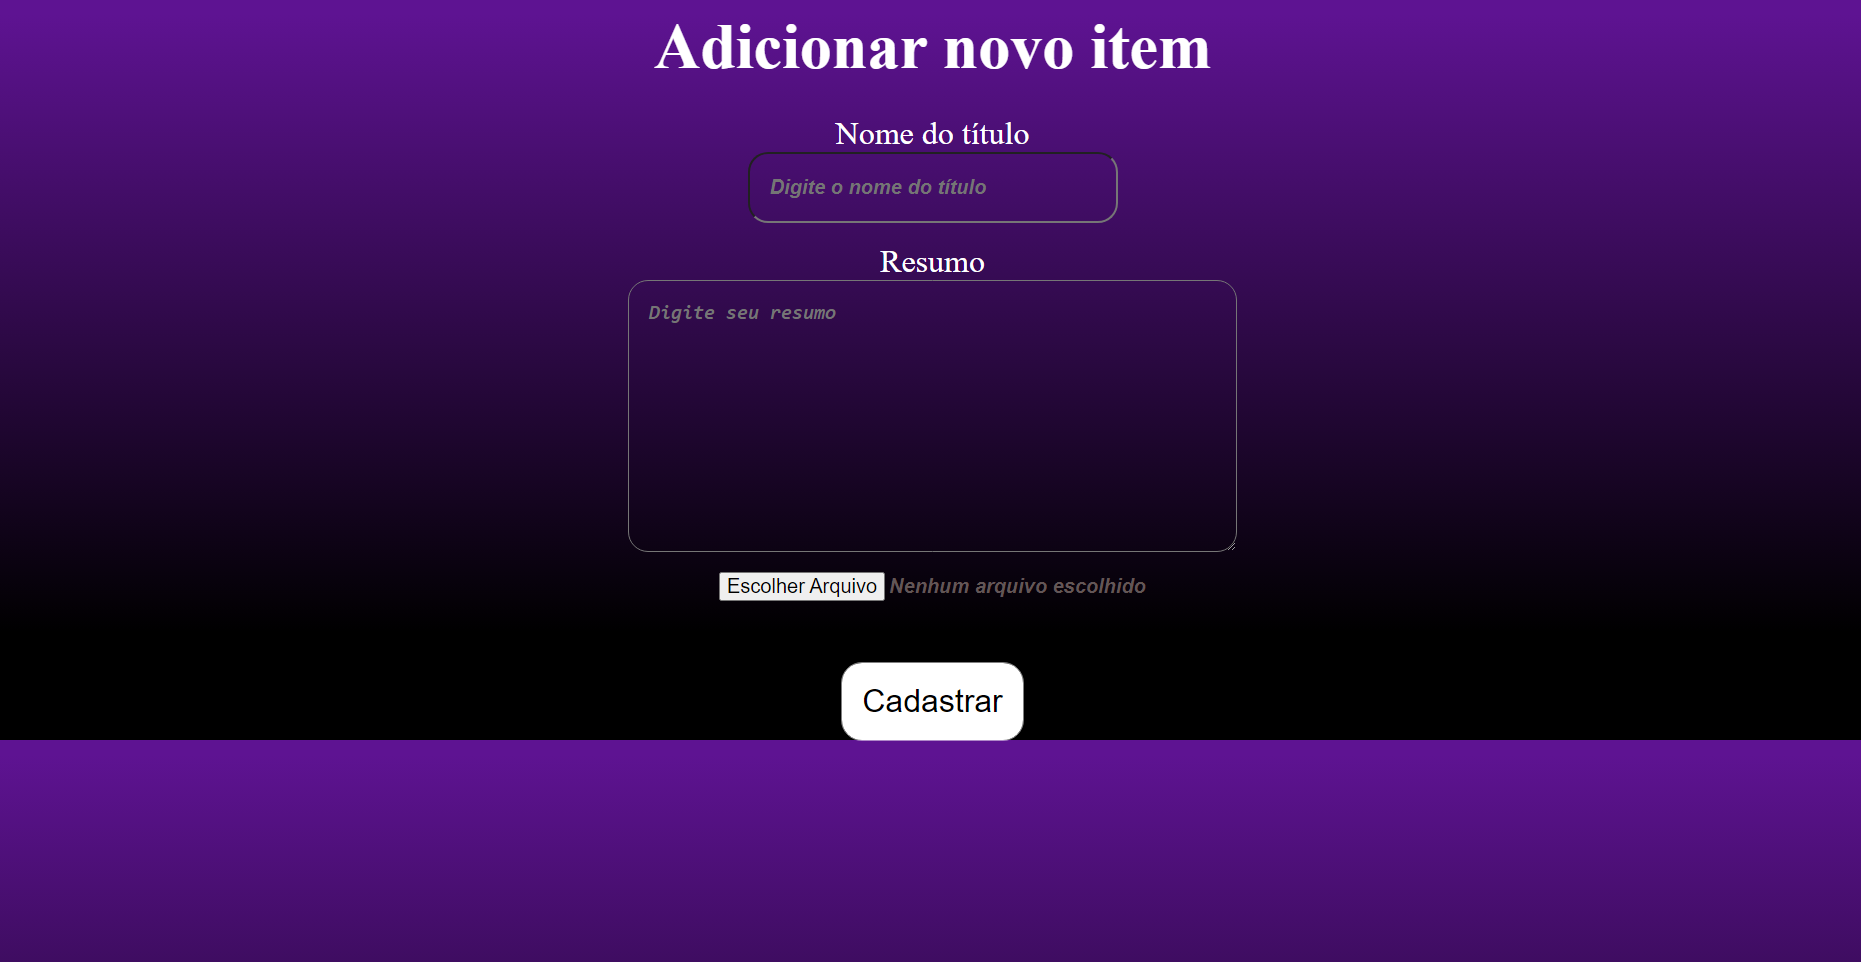 Adicionar novo item
Nome do título
Digite o nome do título
Resumo
Digite seu resumo
Escolher Arquivo Nenhum arquivo escolhido
Cadastrar